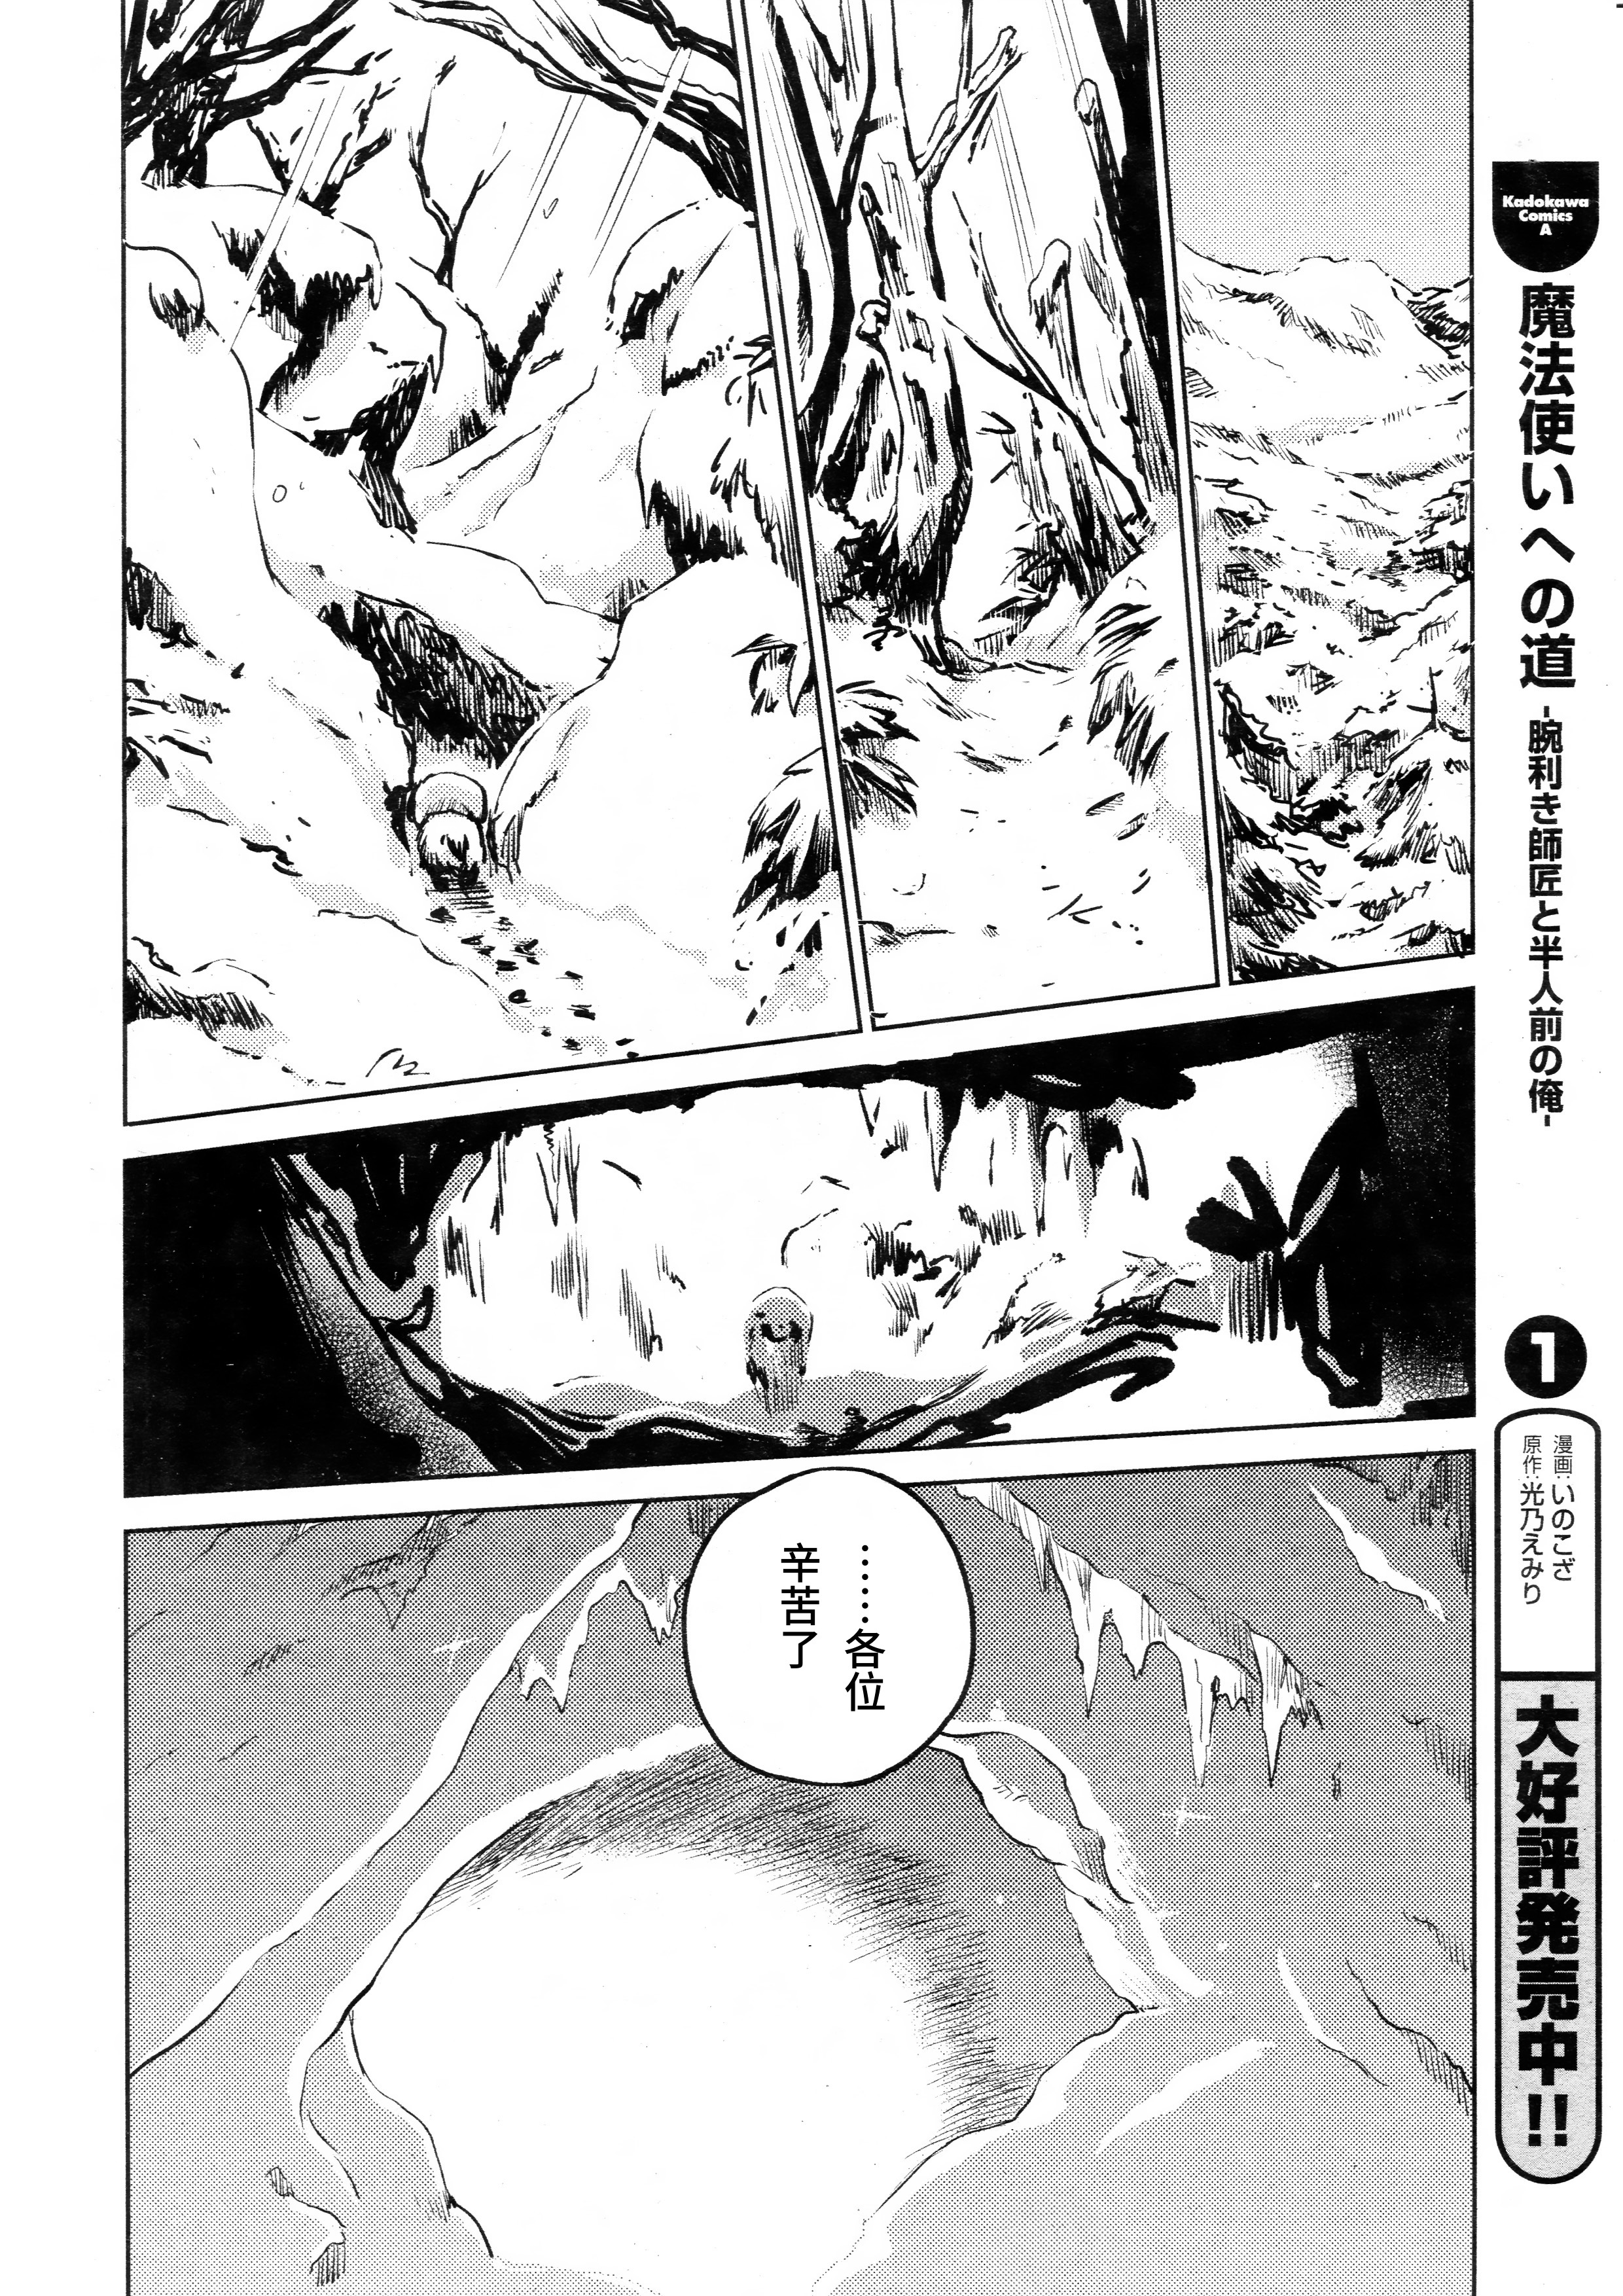 Kadokawa
Comics
A
魔法使いへの道
-腕利き師匠と半人前の俺-
1
漫画:いのこざ
原作:光乃えみり
大好評発売中!!
……各位
辛苦了